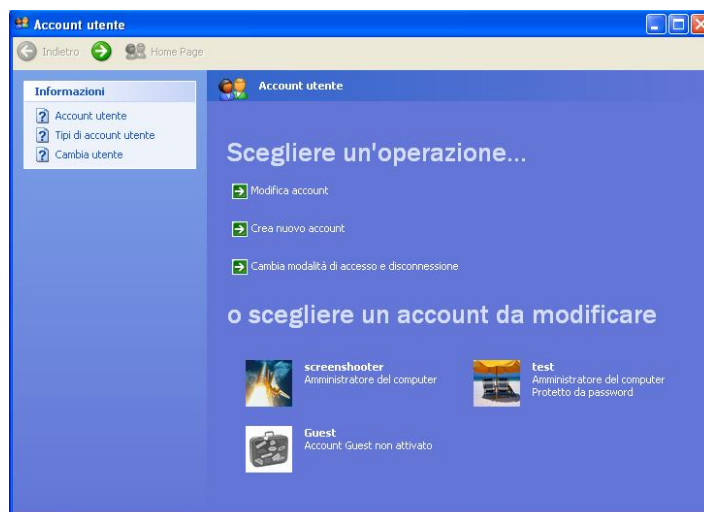 Account utente
Indietro
Home Page
Informazioni
Account utente
Tipi di account utente
Cambia utente
Account utente
Scegliere un'operazione...
Modifica account
Crea nuovo account
Cambia modalità di accesso e disconnessione
o scegliere un account da modificare
screenshooter
Amministratore del computer
test
Amministratore del computer
Protetto da password
Guest
Account Guest non attivato